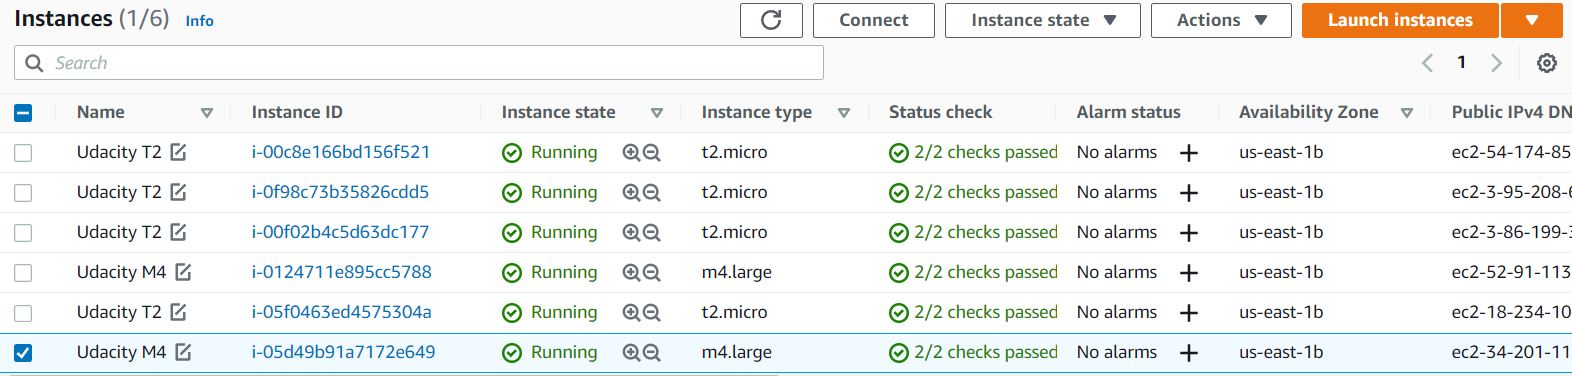 Instances (1/6) Info Connect Instance state Actions Launch instances
Search 1
Name Instance ID Instance state Instance type Status check Alarm status Availability Zone Public IPv4 DN
Udacity T2 i-00c8e166bd156f521 Running t2.micro 2/2 checks passed No alarms us-east-1b ec2-54-174-85
Udacity T2 i-0f98c73b35826cdd5 Running t2.micro 2/2 checks passed No alarms us-east-1b ec2-3-95-208-6
Udacity T2 i-00f02b4c5d63dc177 Running t2.micro 2/2 checks passed No alarms us-east-1b ec2-3-86-199-3
Udacity M4 i-0124711e895cc5788 Running m4.large 2/2 checks passed No alarms us-east-1b ec2-52-91-113
Udacity T2 i-05f0463ed4575304a Running t2.micro 2/2 checks passed No alarms us-east-1b ec2-18-234-10
Udacity M4 i-05d49b91a7172e649 Running m4.large 2/2 checks passed No alarms us-east-1b ec2-34-201-11